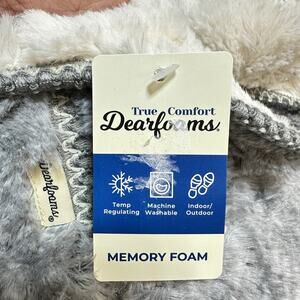 True Comfort
Dearfoams®
Temp Regulating
Machine Washable
Indoor/ Outdoor
MEMORY FOAM
Dearfoams®